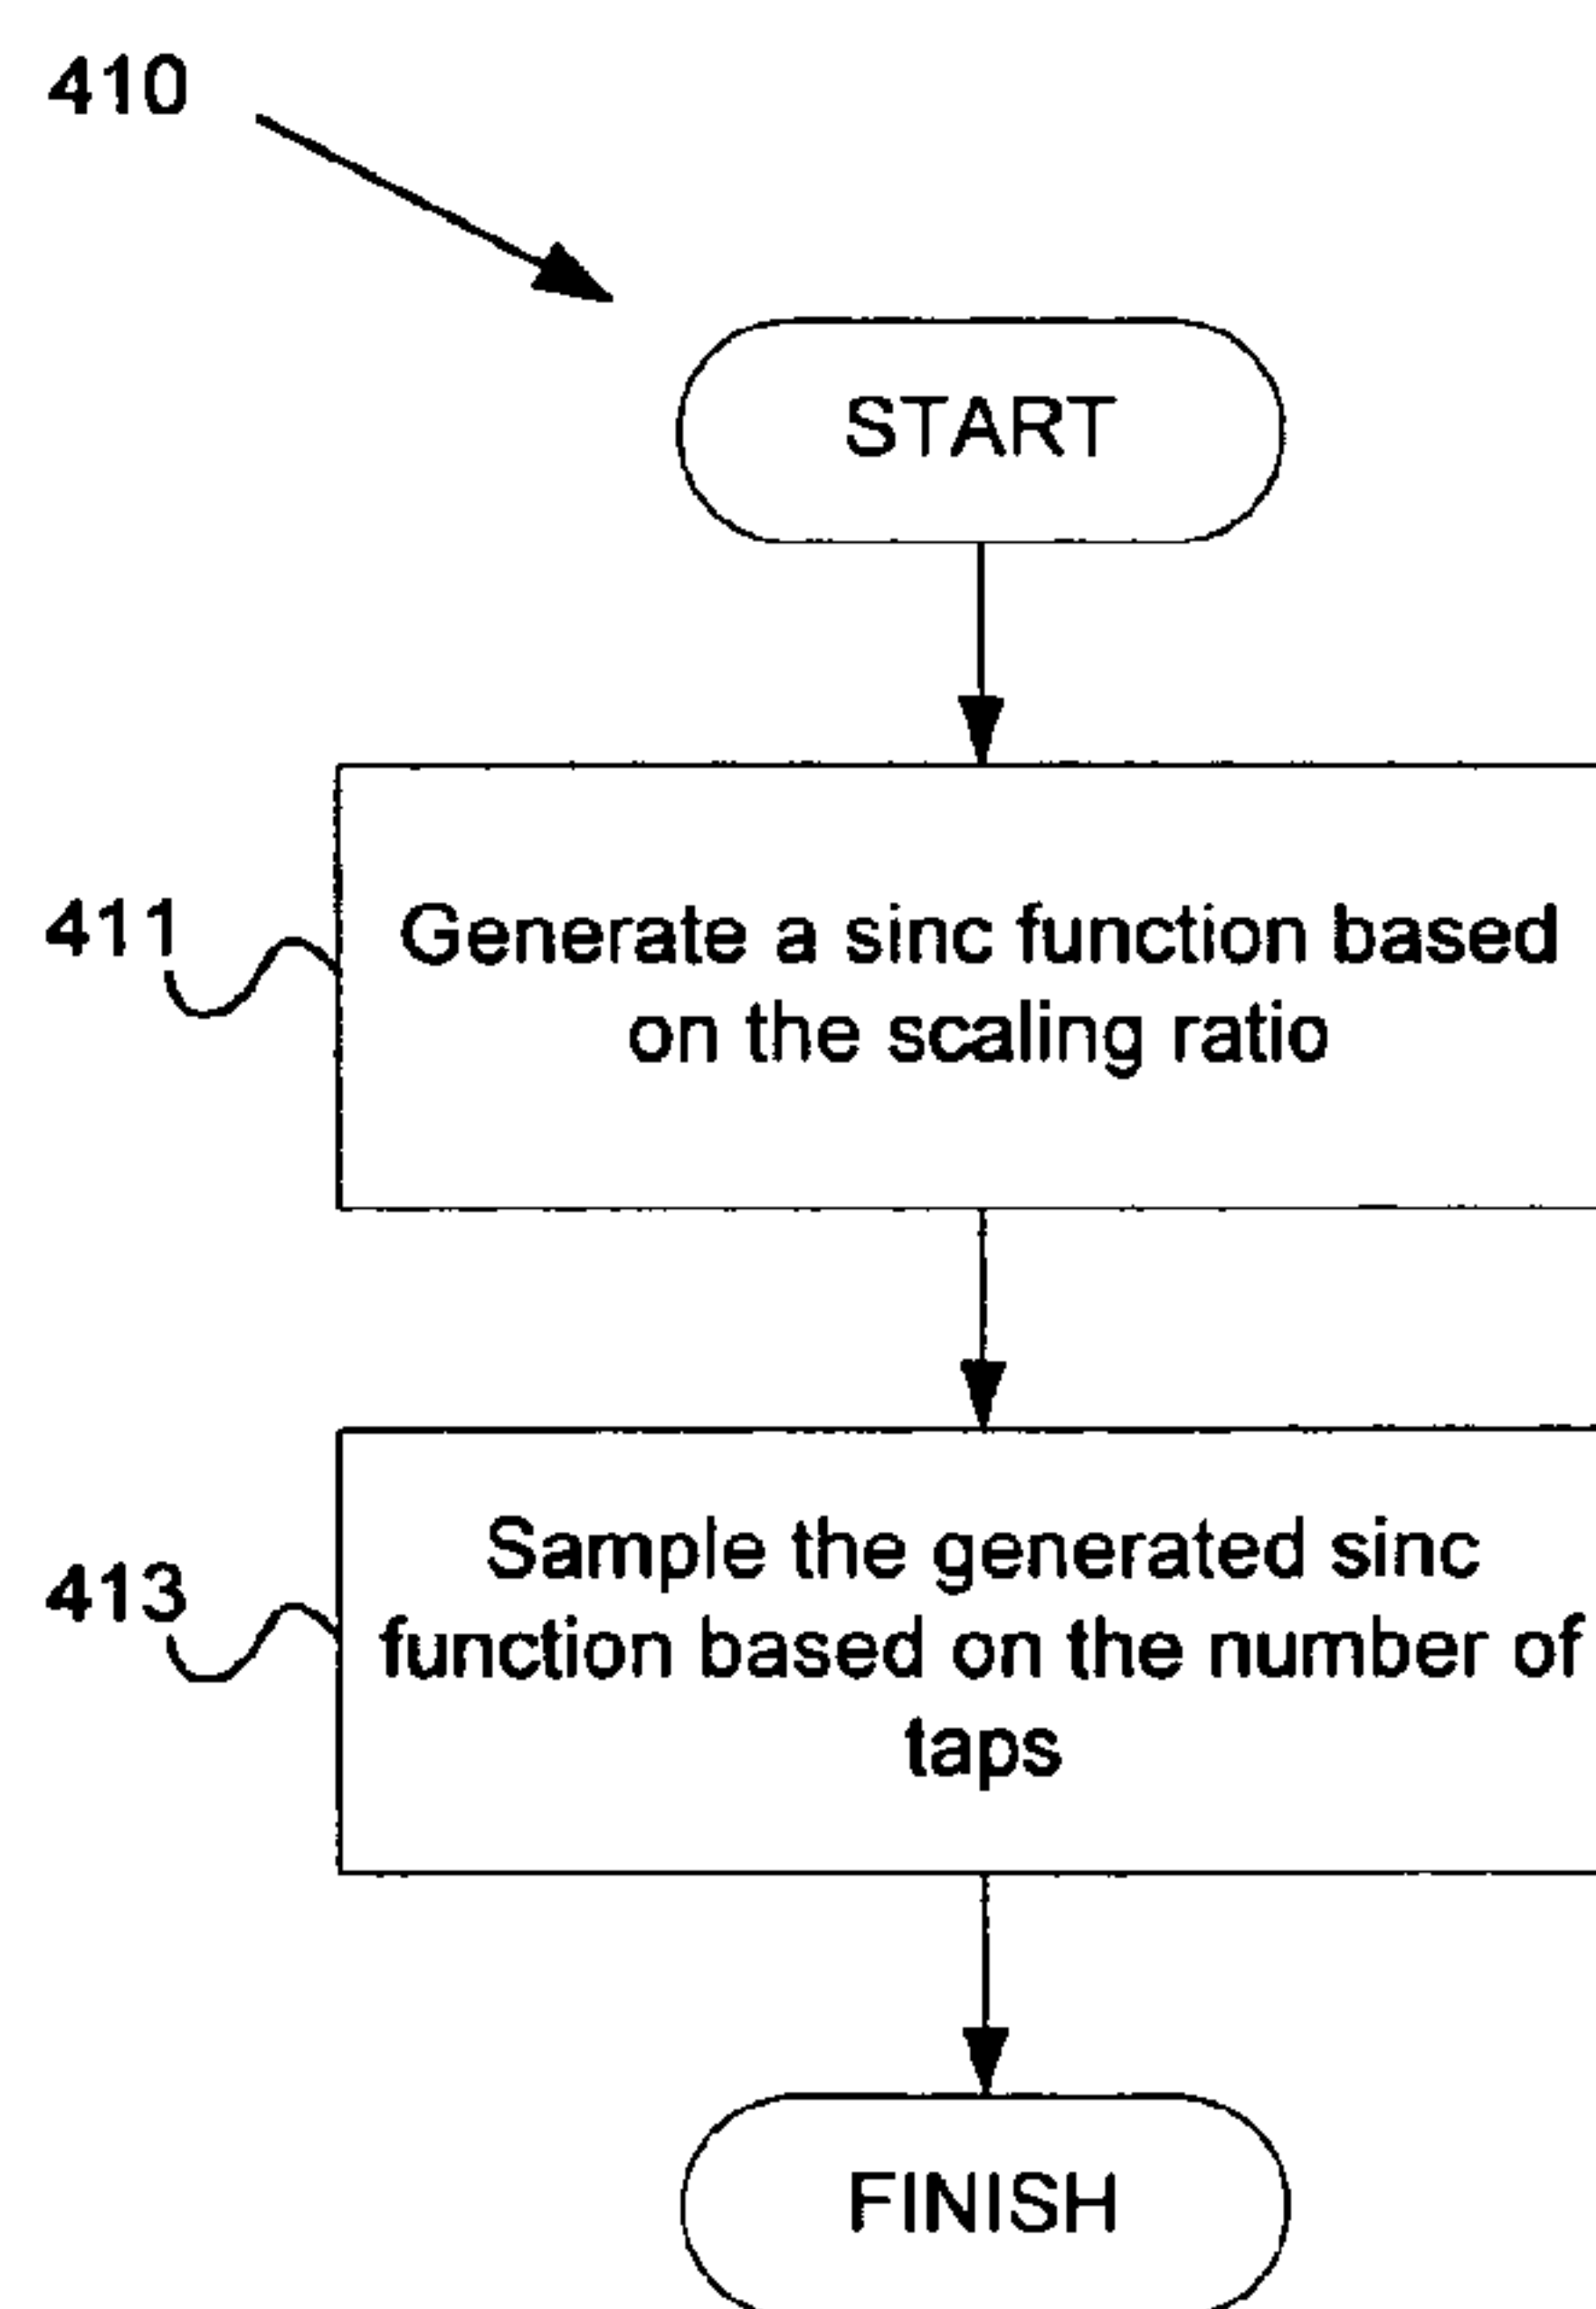 410
START
411
Generate a sinc function based
on the scaling ratio
413
Sample the generated sinc
function based on the number of
taps
FINISH